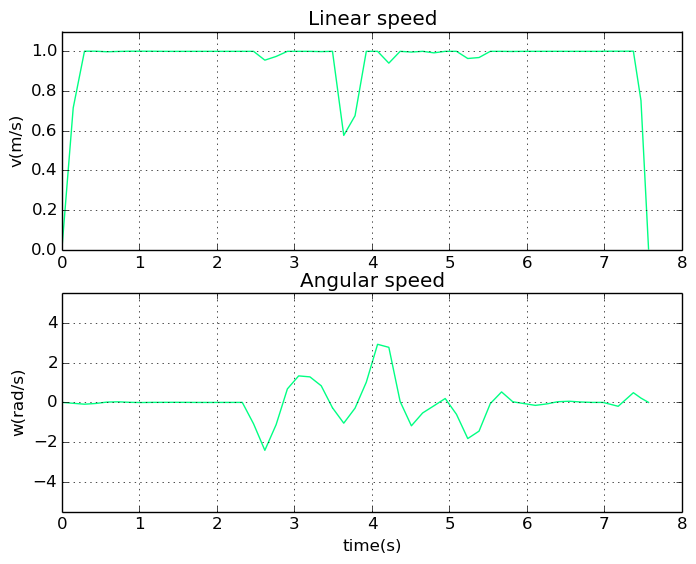 Linear speed
v(m/s)
1.0
0.8
0.6
0.4
0.2
0.0
0 1 2 3 4 5 6 7 8
Angular speed
w(rad/s)
4
2
0
−2
−4
0 1 2 3 4 5 6 7 8
time(s)